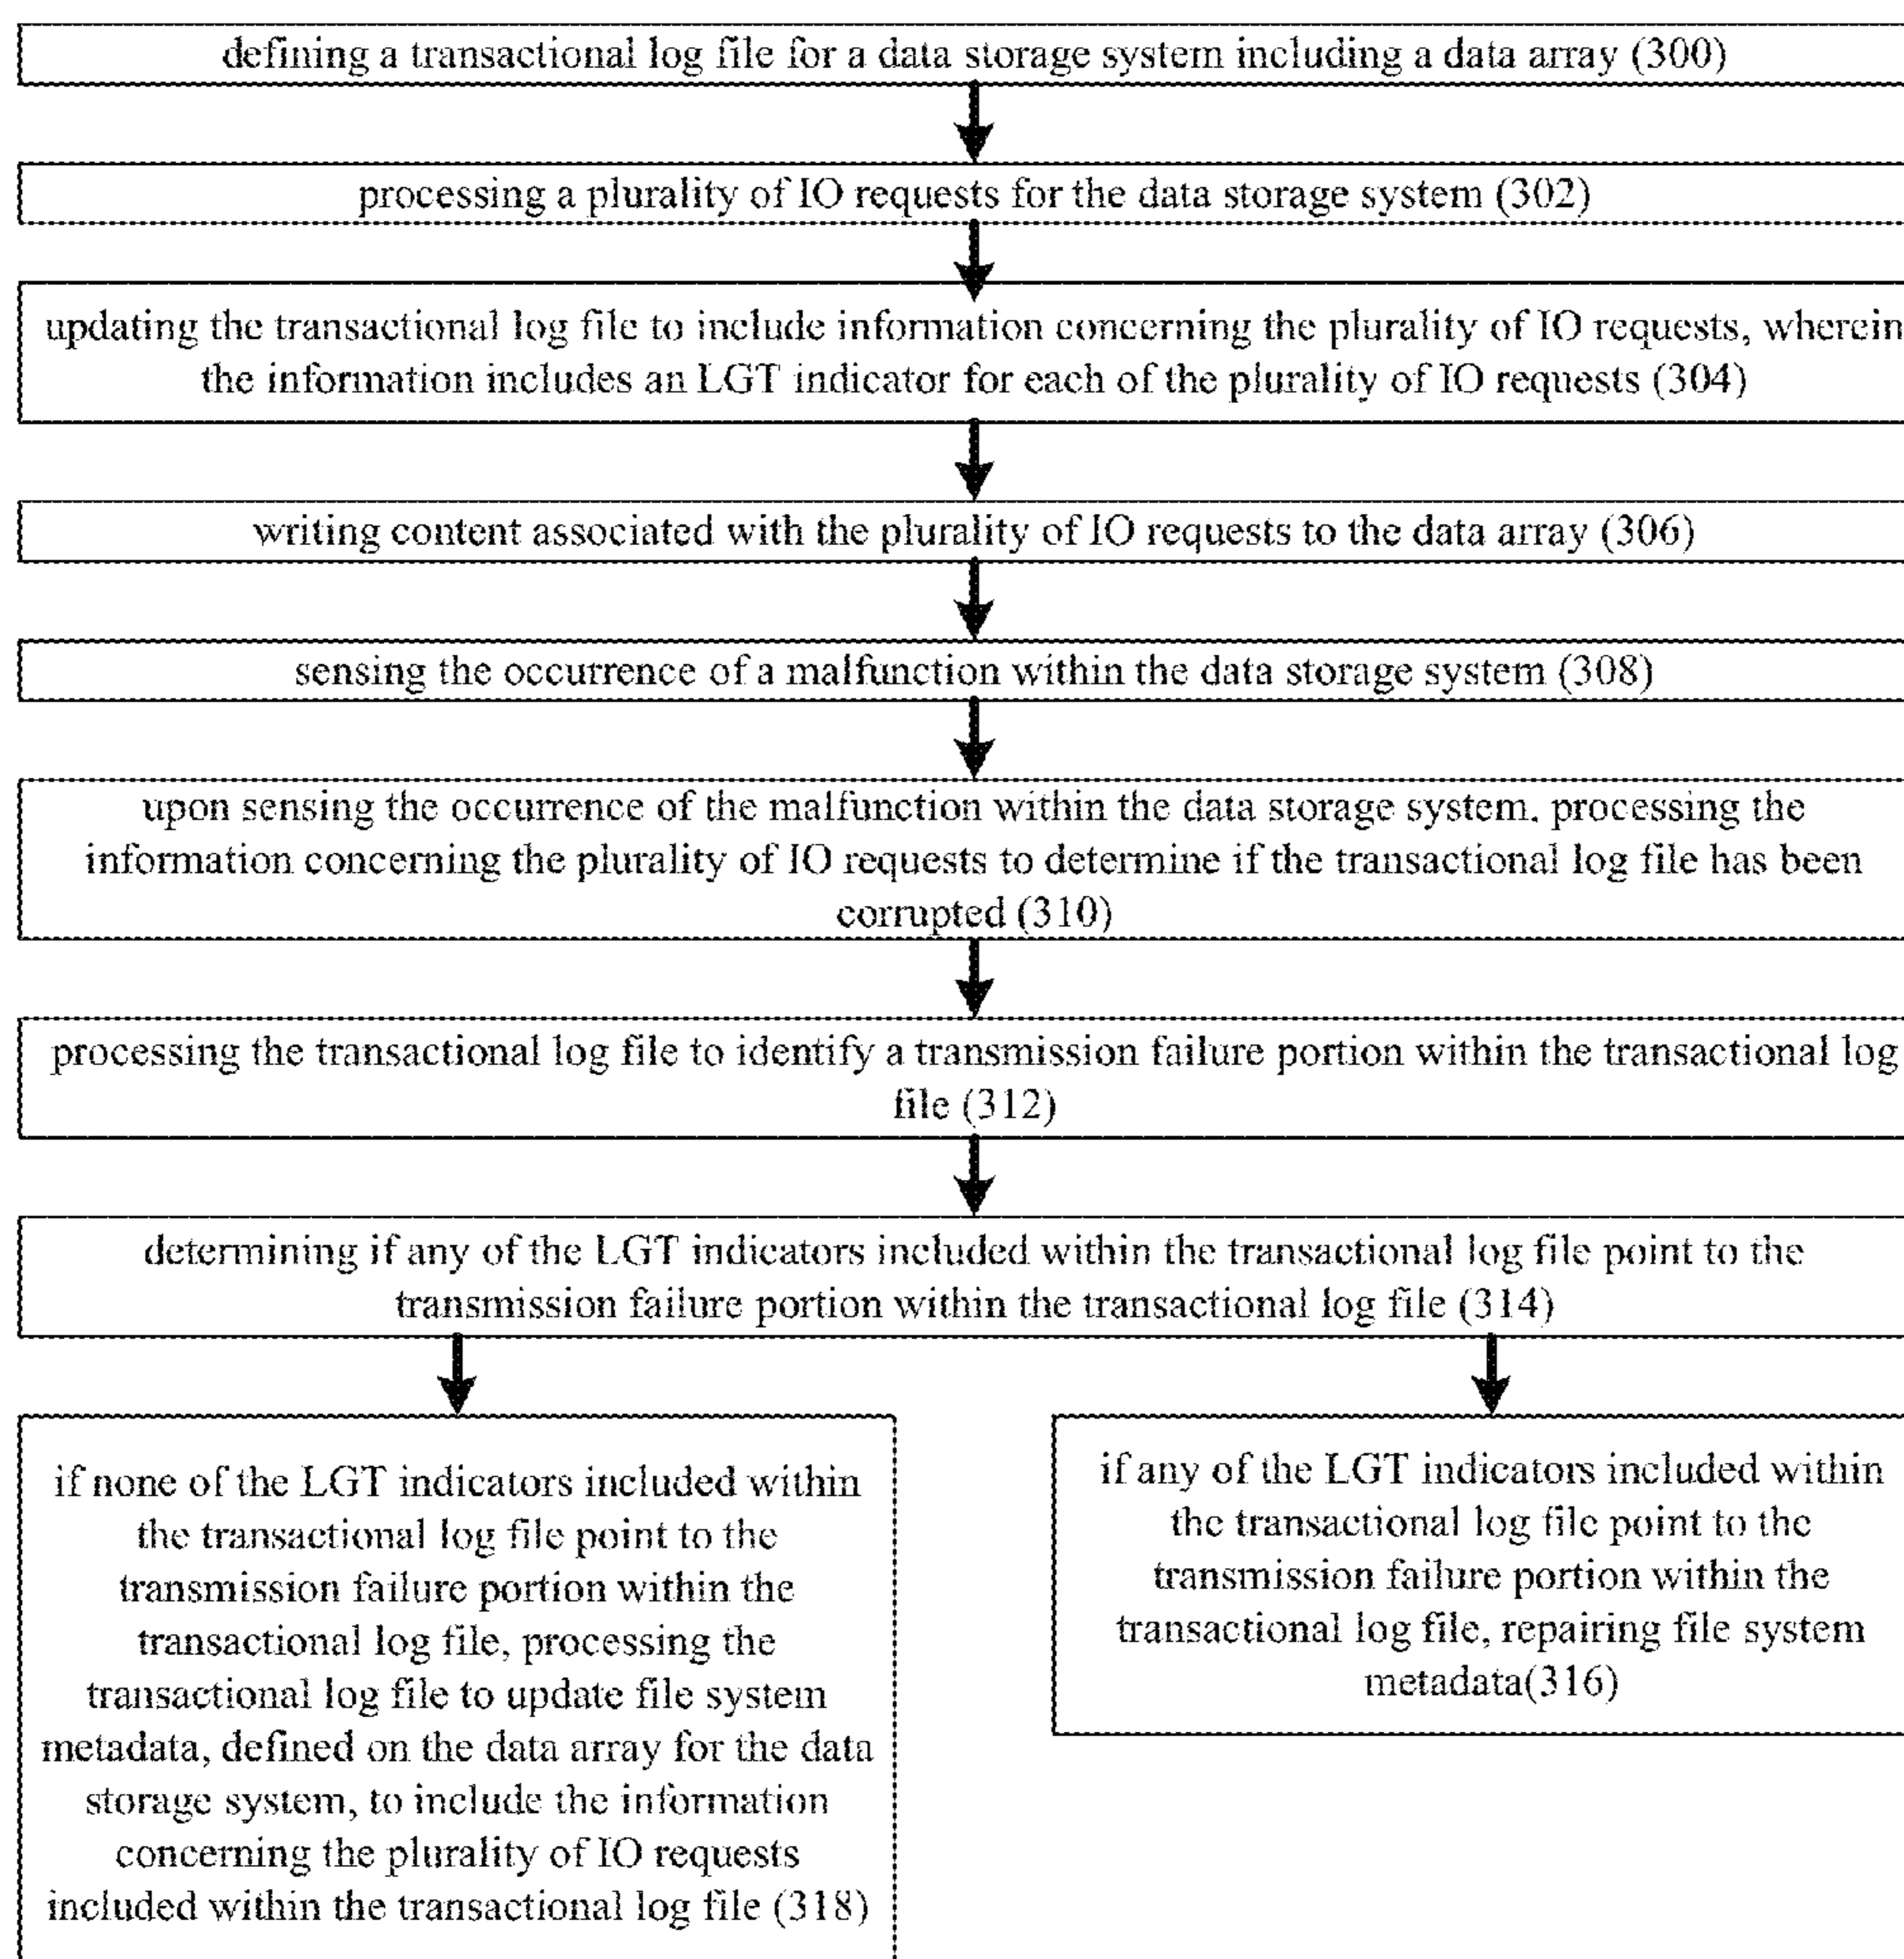 defining a transactional log file for a data storage system including a data array (300)
processing a plurality of IO requests for the data storage system (302)
updating the transactional log file to include information concerning the plurality of IO requests, wherein
the information includes an LGT indicator for each of the plurality of IO requests (304)
writing content associated with the plurality of IO requests to the data array (306)
sensing the occurrence of a malfunction within the data storage system (308)
upon sensing the occurrence of the malfunction within the data storage system, processing the
information concerning the plurality of IO requests to determine if the transactional log file has been
corrupted (310)
processing the transactional log file to identify a transmission failure portion within the transactional log
file (312)
determining if any of the LGT indicators included within the transactional log file point to the
transmission failure portion within the transactional log file (314)
if none of the LGT indicators included within
the transactional log file point to the
transmission failure portion within the
transactional log file, processing the
transactional log file to update file system
metadata, defined on the data array for the data
storage system, to include the information
concerning the plurality of IO requests
included within the transactional log file (318)
if any of the LGT indicators included within
the transactional log file point to the
transmission failure portion within the
transactional log file, repairing file system
metadata(316)